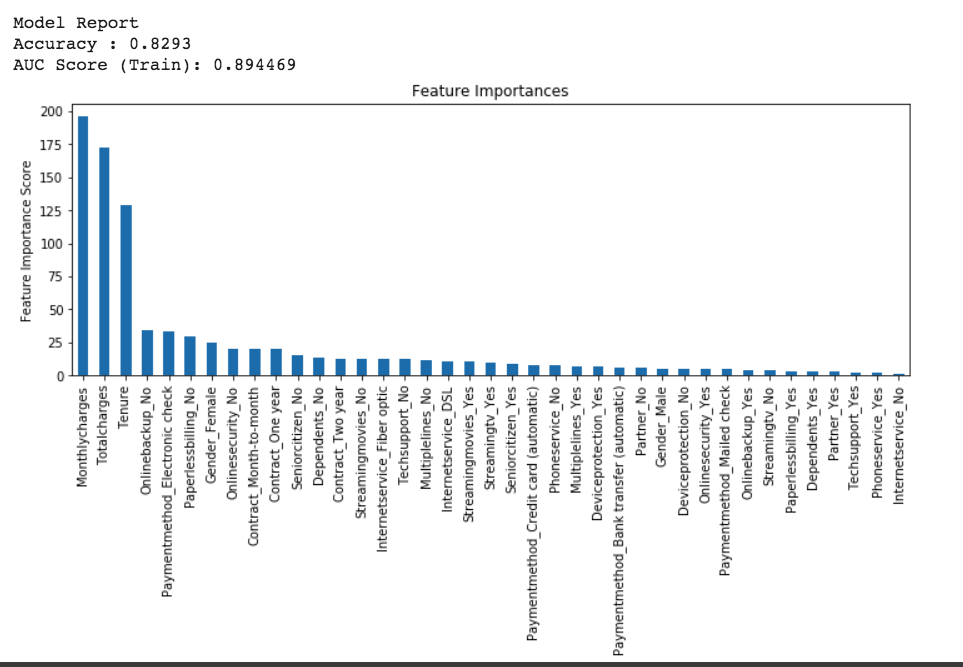 Model Report
Accuracy : 0.8293
AUC Score (Train): 0.894469
Feature Importances
Feature Importance Score
200
175
150
125
100
75
50
25
0
Monthlycharges
Totalcharges
Tenure
Onlinebackup_No
Paymentmethod_Electronic check
Paperlessbilling_No
Gender_Female
Onlinesecurity_No
Contract_Month-to-month
Contract_One year
Seniorcitizen_No
Dependents_No
Contract_Two year
Streamingmovies_No
Internetservice_Fiber optic
Techsupport_No
Multiplelines_No
Internetservice_DSL
Streamingmovies_Yes
Streamingtv_Yes
Seniorcitizen_Yes
Paymentmethod_Credit card (automatic)
Phoneservice_No
Multiplelines_Yes
Deviceprotection_Yes
Paymentmethod_Bank transfer (automatic)
Partner_No
Gender_Male
Deviceprotection_No
Onlinesecurity_Yes
Paymentmethod_Mailed check
Onlinebackup_Yes
Streamingtv_No
Paperlessbilling_Yes
Dependents_Yes
Partner_Yes
Techsupport_Yes
Phoneservice_Yes
Internetservice_No